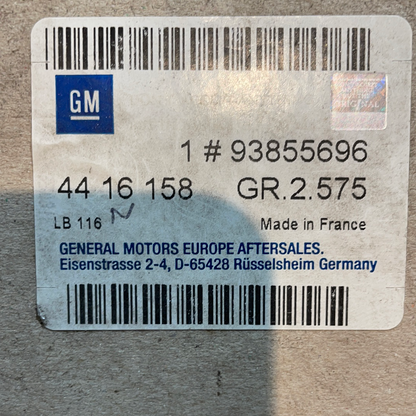 GM
ORIGINAL
1 # 93855696
44 16 158 GR.2.575
LB 116 N Made in France
GENERAL MOTORS EUROPE AFTERSALES.
Eisenstrasse 2-4, D-65428 Rüsselsheim Germany